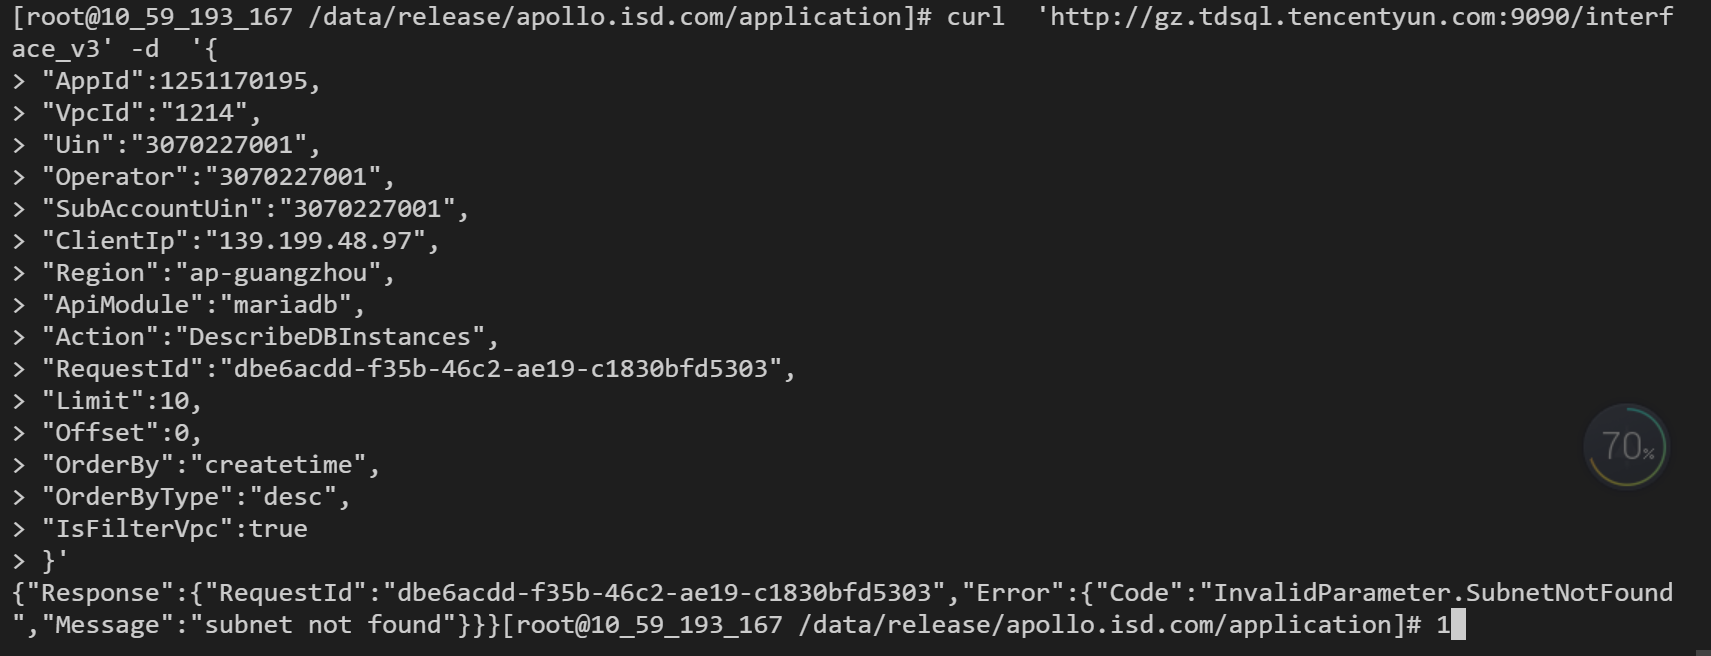 [root@10_59_193_167 /data/release/apollo.isd.com/application]# curl  'http://gz.tdsql.tencentyun.com:9090/interf
ace_v3' -d  '{
> "AppId":1251170195,
> "VpcId":"1214",
> "Uin":"3070227001",
> "Operator":"3070227001",
> "SubAccountUin":"3070227001",
> "ClientIp":"139.199.48.97",
> "Region":"ap-guangzhou",
> "ApiModule":"mariadb",
> "Action":"DescribeDBInstances",
> "RequestId":"dbe6acdd-f35b-46c2-ae19-c1830bfd5303",
> "Limit":10,
> "Offset":0,
> "OrderBy":"createtime",
> "OrderByType":"desc",
> "IsFilterVpc":true
> }'
{"Response":{"RequestId":"dbe6acdd-f35b-46c2-ae19-c1830bfd5303","Error":{"Code":"InvalidParameter.SubnetNotFound
","Message":"subnet not found"}}}[root@10_59_193_167 /data/release/apollo.isd.com/application]# 1
70%